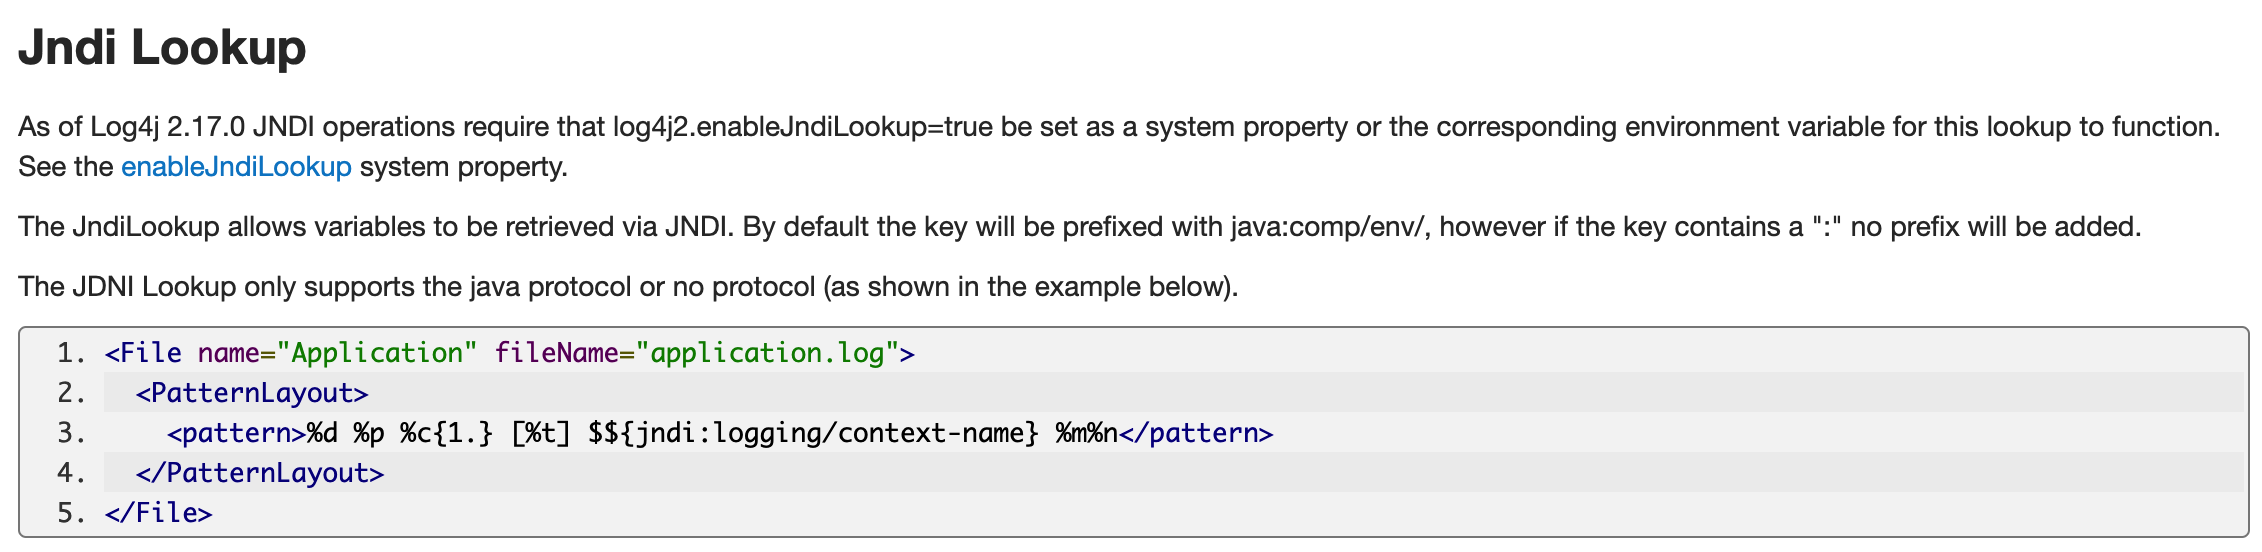 Jndi Lookup
As of Log4j 2.17.0 JNDI operations require that log4j2.enableJndiLookup=true be set as a system property or the corresponding environment variable for this lookup to function.
See the enableJndiLookup system property.
The JndiLookup allows variables to be retrieved via JNDI. By default the key will be prefixed with java:comp/env/, however if the key contains a ":" no prefix will be added.
The JDNI Lookup only supports the java protocol or no protocol (as shown in the example below).
1. <File name="Application" fileName="application.log">
2.   <PatternLayout>
3.     <pattern>%d %p %c{1.} [%t] $${jndi:logging/context-name} %m%n</pattern>
4.   </PatternLayout>
5. </File>